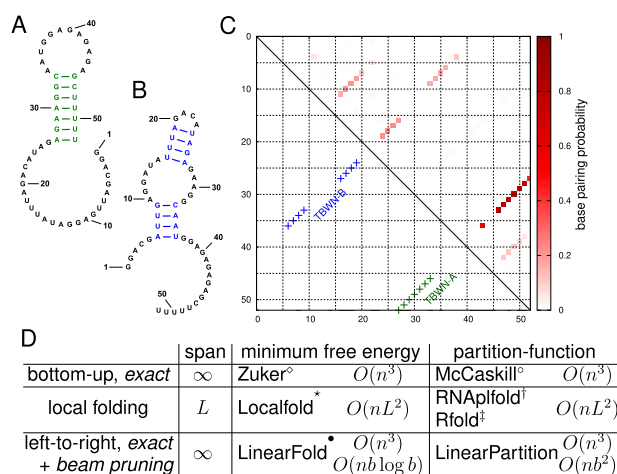 A
B
C
D
40
30
50
20
10
1
20
10
30
40
1
50
0
10
20
30
40
50
0
10
20
30
40
50
TBWN-B
TBWN-A
1
0.8
0.6
0.4
0.2
0
base pairing probability
span minimum free energy partition-function
bottom-up, exact ∞ Zuker◇ O(n³) McCaskill○ O(n³)
local folding L Localfold⋆ O(nL²) RNAplfold† Rfold‡ O(nL²)
left-to-right, exact + beam pruning ∞ LinearFold• O(n³) O(nb log b) LinearPartition O(n³) O(nb²)